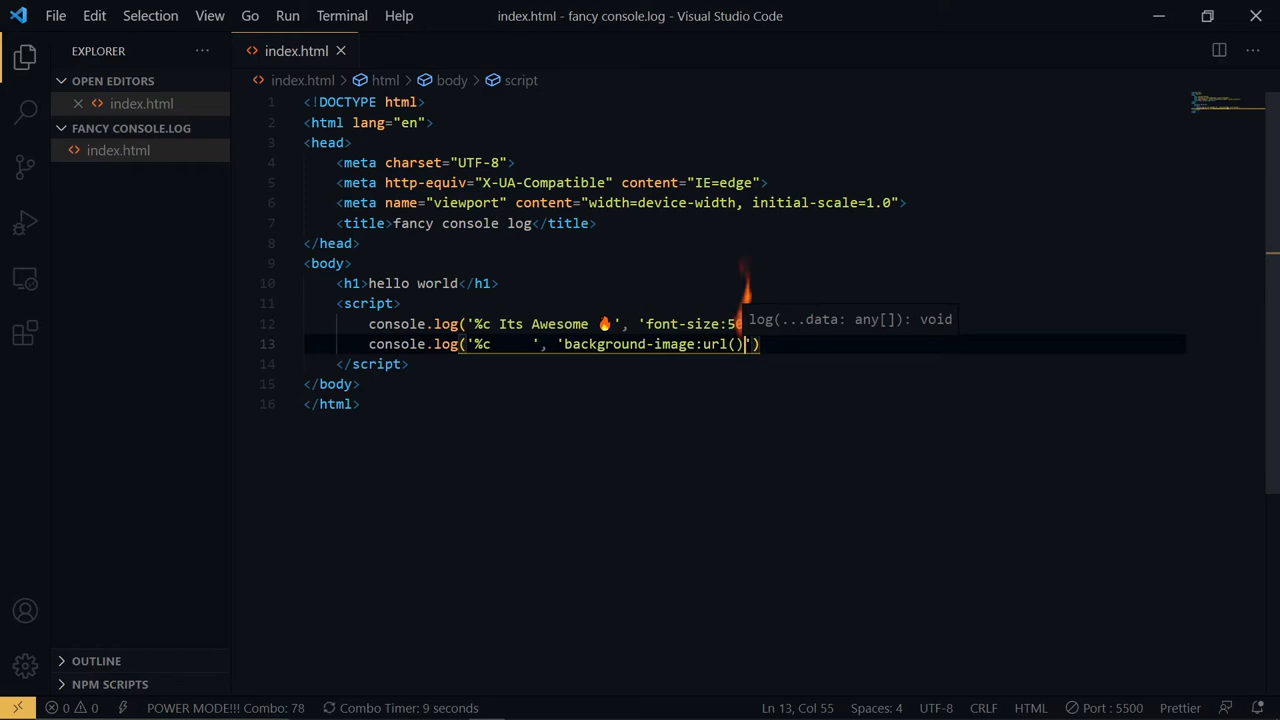 File Edit Selection View Go Run Terminal Help
index.html - fancy console.log - Visual Studio Code
EXPLORER
index.html
OPEN EDITORS
index.html
FANCY CONSOLE.LOG
index.html
index.html > html > body > script
1 <!DOCTYPE html>
2 <html lang="en">
3 <head>
4 <meta charset="UTF-8">
5 <meta http-equiv="X-UA-Compatible" content="IE=edge">
6 <meta name="viewport" content="width=device-width, initial-scale=1.0">
7 <title>fancy console log</title>
8 </head>
9 <body>
10 <h1>hello world</h1>
11 <script>
12 console.log('%c Its Awesome 🔥', 'font-size:50
log(...data: any[]): void
13 console.log('%c     ', 'background-image:url()')
14 </script>
15 </body>
16 </html>
OUTLINE
NPM SCRIPTS
0 0 POWER MODE!!! Combo: 78 Combo Timer: 9 seconds Ln 13, Col 55 Spaces: 4 UTF-8 CRLF HTML Port : 5500 Prettier